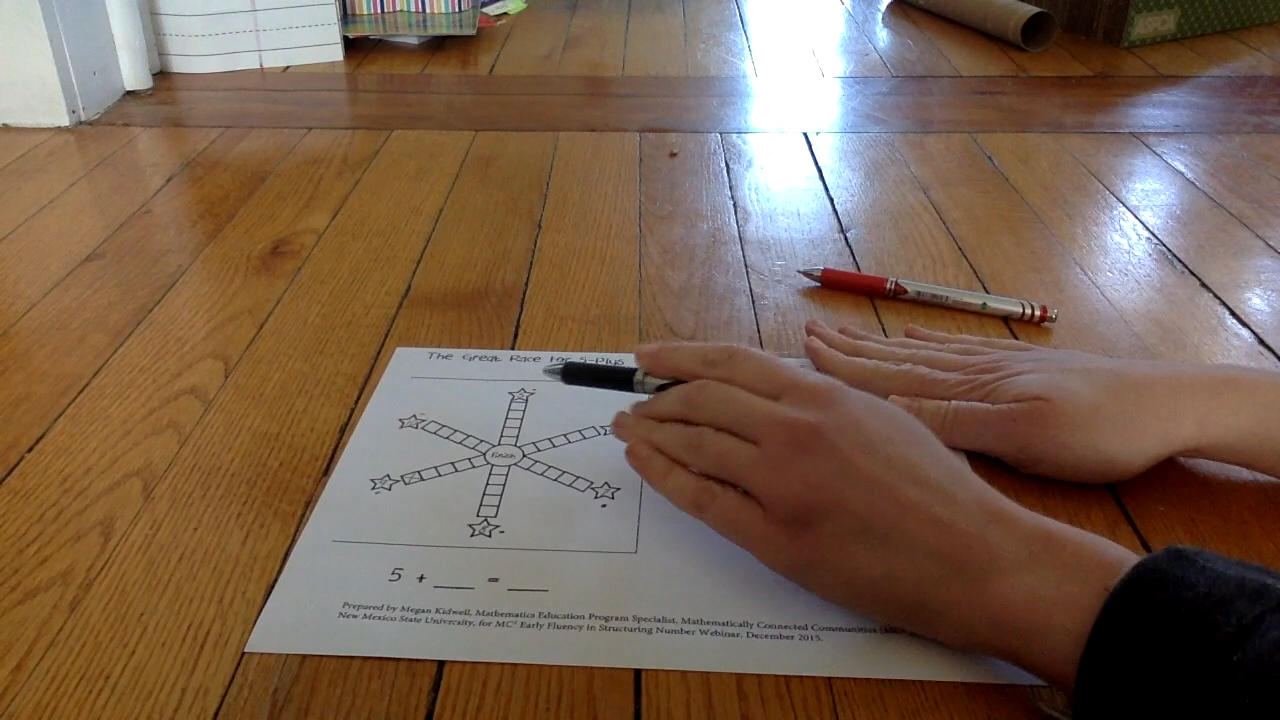 The Great Race for 5-Plus
Finish
5 + ___ = ___
Prepared by Megan Kidwell, Mathematics Education Program Specialist, Mathematically Connected Communities
New Mexico State University, for MC² Early Fluency in Structuring Number Webinar, December 2015.